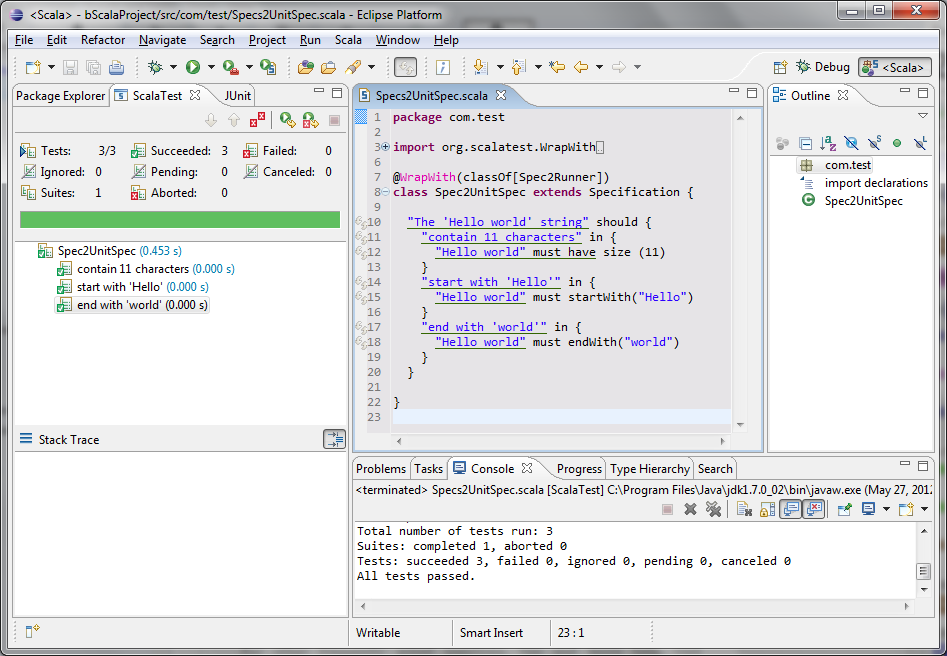 <Scala> - bScalaProject/src/com/test/Specs2UnitSpec.scala - Eclipse Platform
File Edit Refactor Navigate Search Project Run Scala Window Help
Debug <Scala>
Package Explorer ScalaTest JUnit
Tests: 3/3 Succeeded: 3 Failed: 0
Ignored: 0 Pending: 0 Canceled: 0
Suites: 1 Aborted: 0
Spec2UnitSpec (0.453 s)
contain 11 characters (0.000 s)
start with 'Hello' (0.000 s)
end with 'world' (0.000 s)
Stack Trace
Specs2UnitSpec.scala
1 package com.test
2
3 import org.scalatest.WrapWith
6
7 @WrapWith(classOf[Spec2Runner])
8 class Spec2UnitSpec extends Specification {
9
10 "The 'Hello world' string" should {
11 "contain 11 characters" in {
12 "Hello world" must have size (11)
13 }
14 "start with 'Hello'" in {
15 "Hello world" must startWith("Hello")
16 }
17 "end with 'world'" in {
18 "Hello world" must endWith("world")
19 }
20 }
21
22 }
23
Outline
com.test
import declarations
Spec2UnitSpec
Problems Tasks Console Progress Type Hierarchy Search
<terminated> Specs2UnitSpec.scala [ScalaTest] C:\Program Files\Java\jdk1.7.0_02\bin\javaw.exe (May 27, 2012
Total number of tests run: 3
Suites: completed 1, aborted 0
Tests: succeeded 3, failed 0, ignored 0, pending 0, canceled 0
All tests passed.
Writable Smart Insert 23 : 1